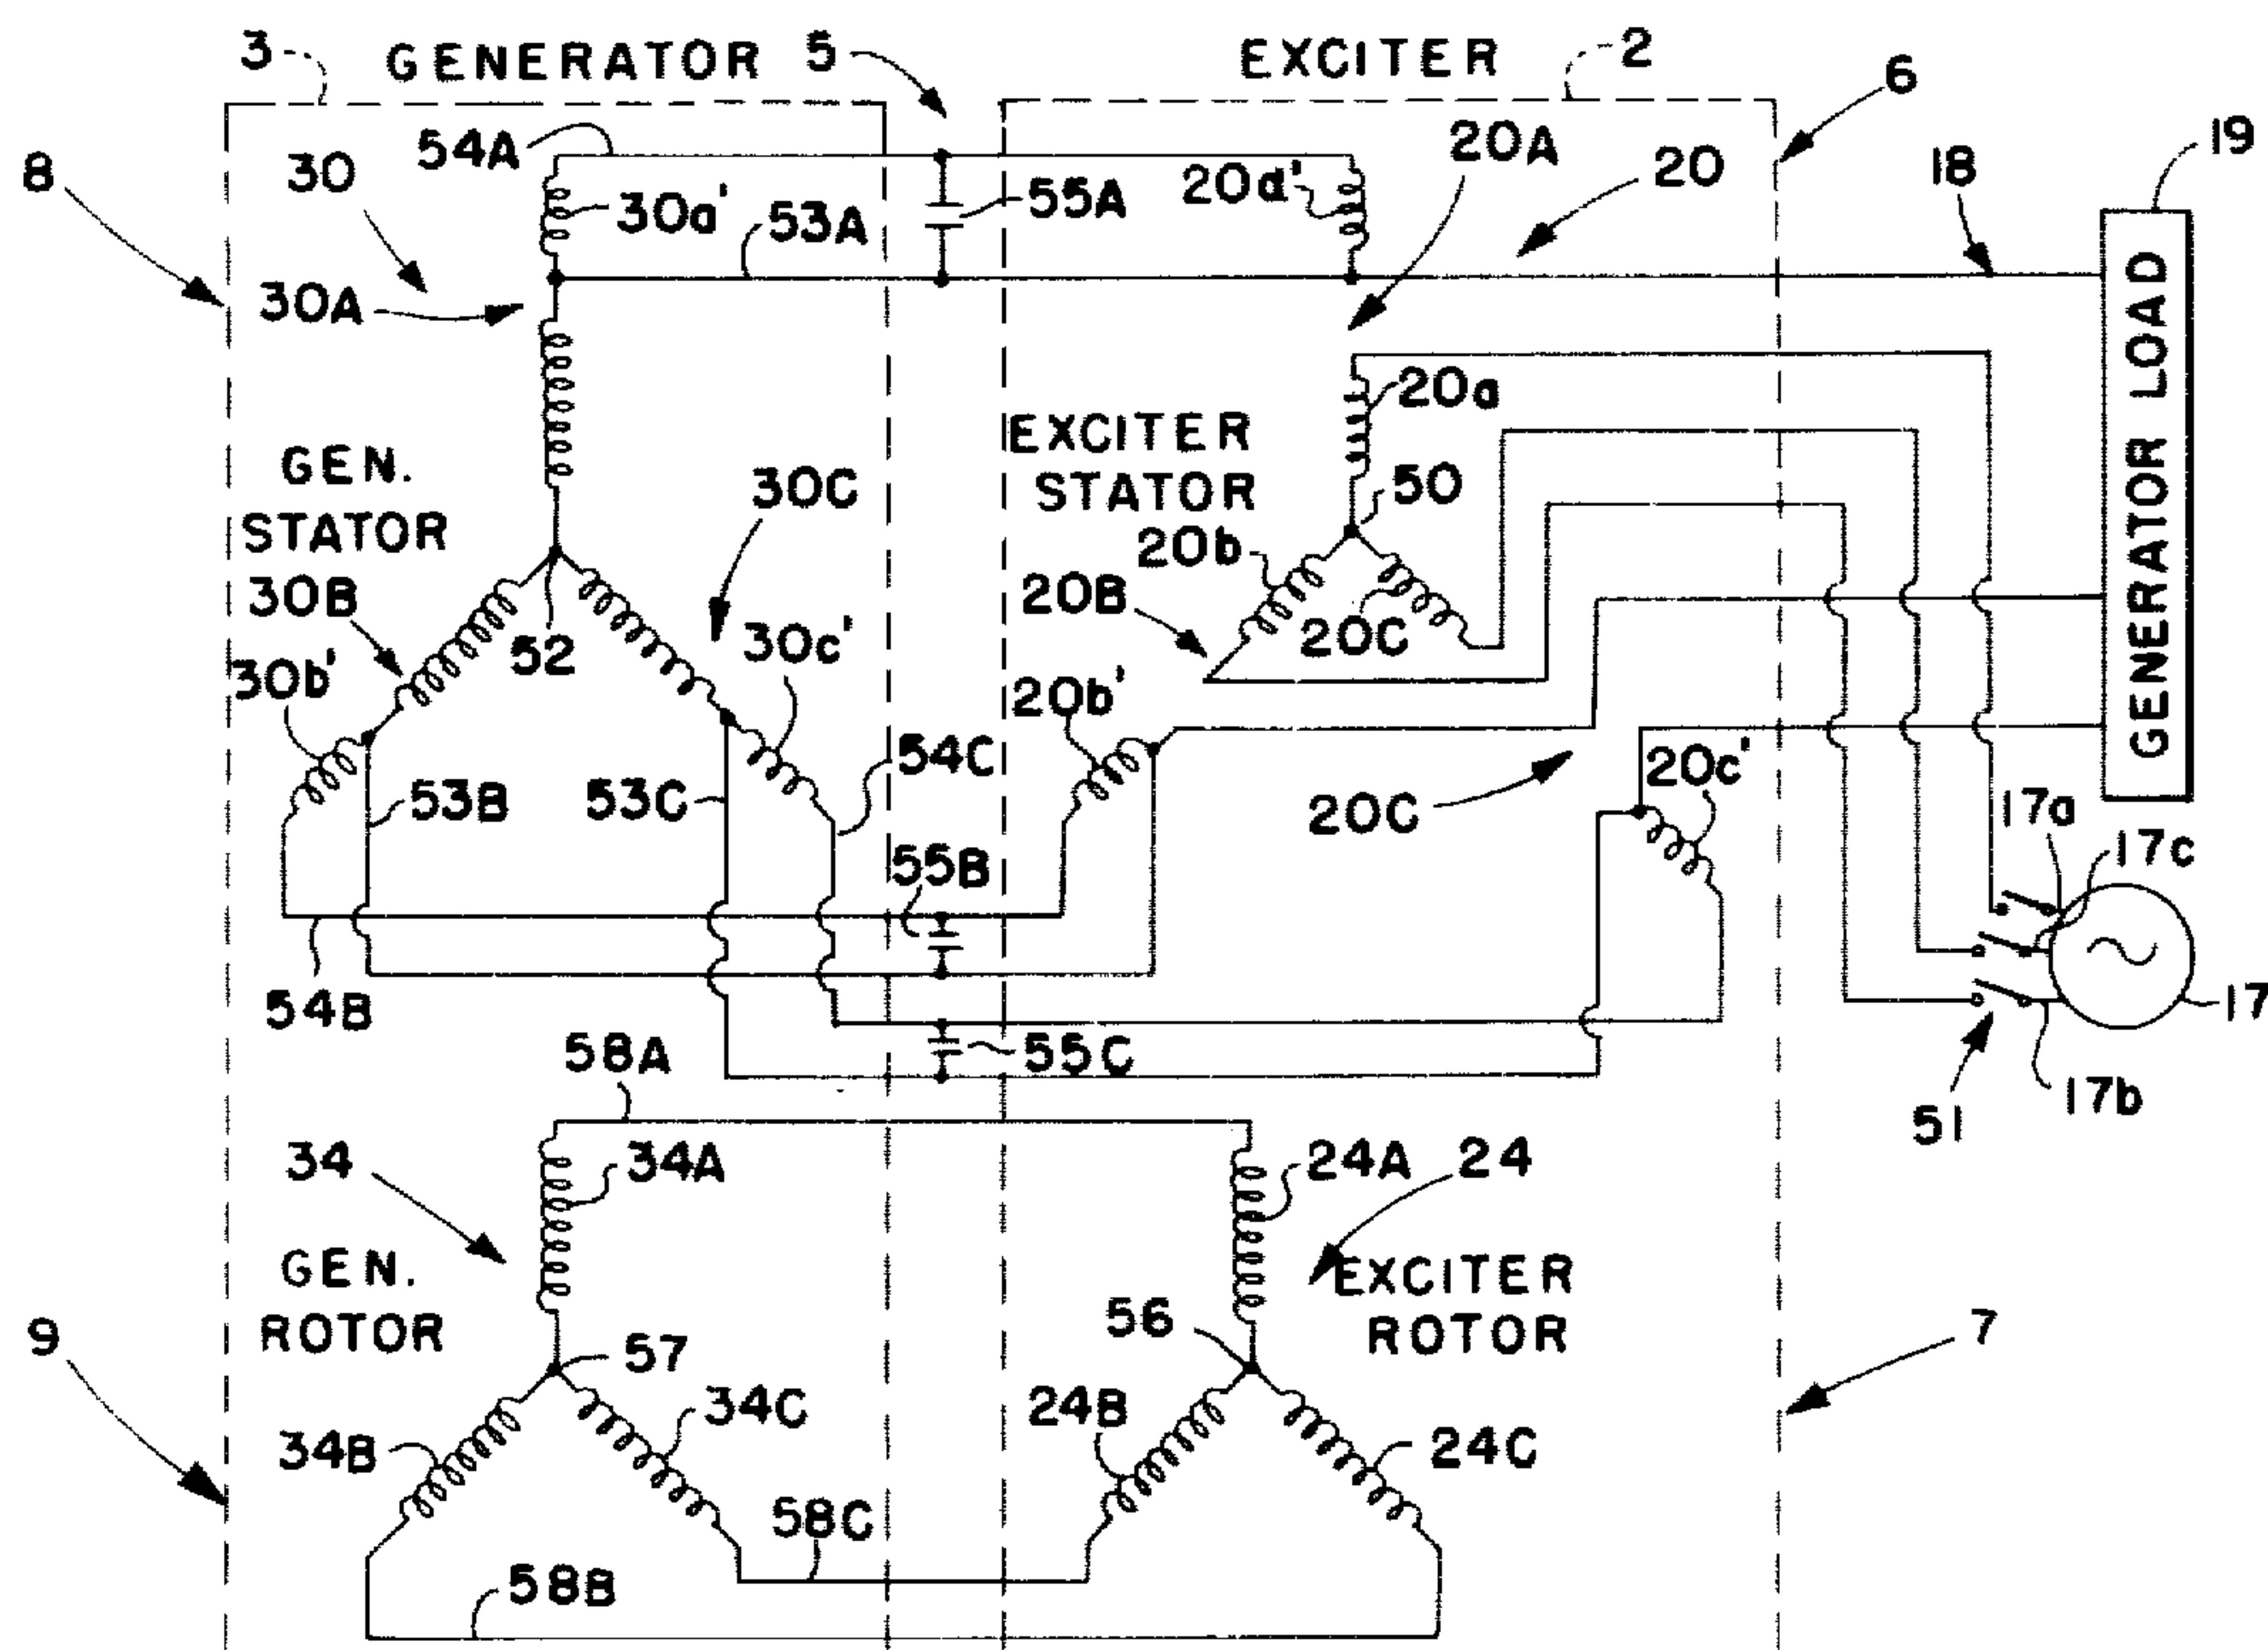 3
GENERATOR
5
EXCITER
2
6
54A
20A
20
18
19
8
30
30a'
55A
20d'
53A
30A
GENERATOR LOAD
20a
EXCITER
STATOR
GEN.
STATOR
30C
50
20b
30B
20B
52
20C
30c'
30b'
20b'
54C
20c'
53B
53C
20C
17a
17c
55B
54B
17
55C
58A
17b
51
34
34A
24A
24
GEN.
ROTOR
EXCITER
ROTOR
56
9
57
7
34C
24B
34B
24C
58C
58B